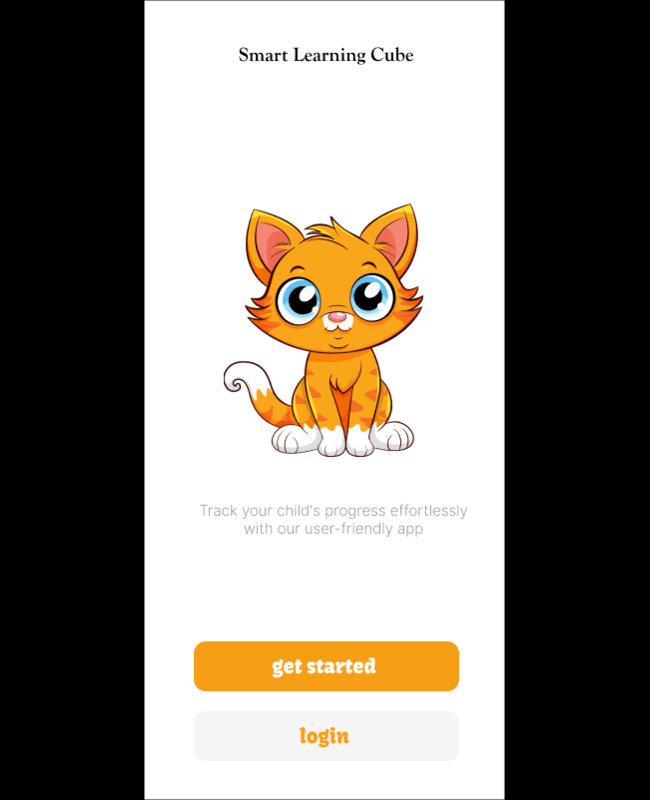 Smart Learning Cube
Track your child's progress effortlessly
with our user-friendly app
get started
login